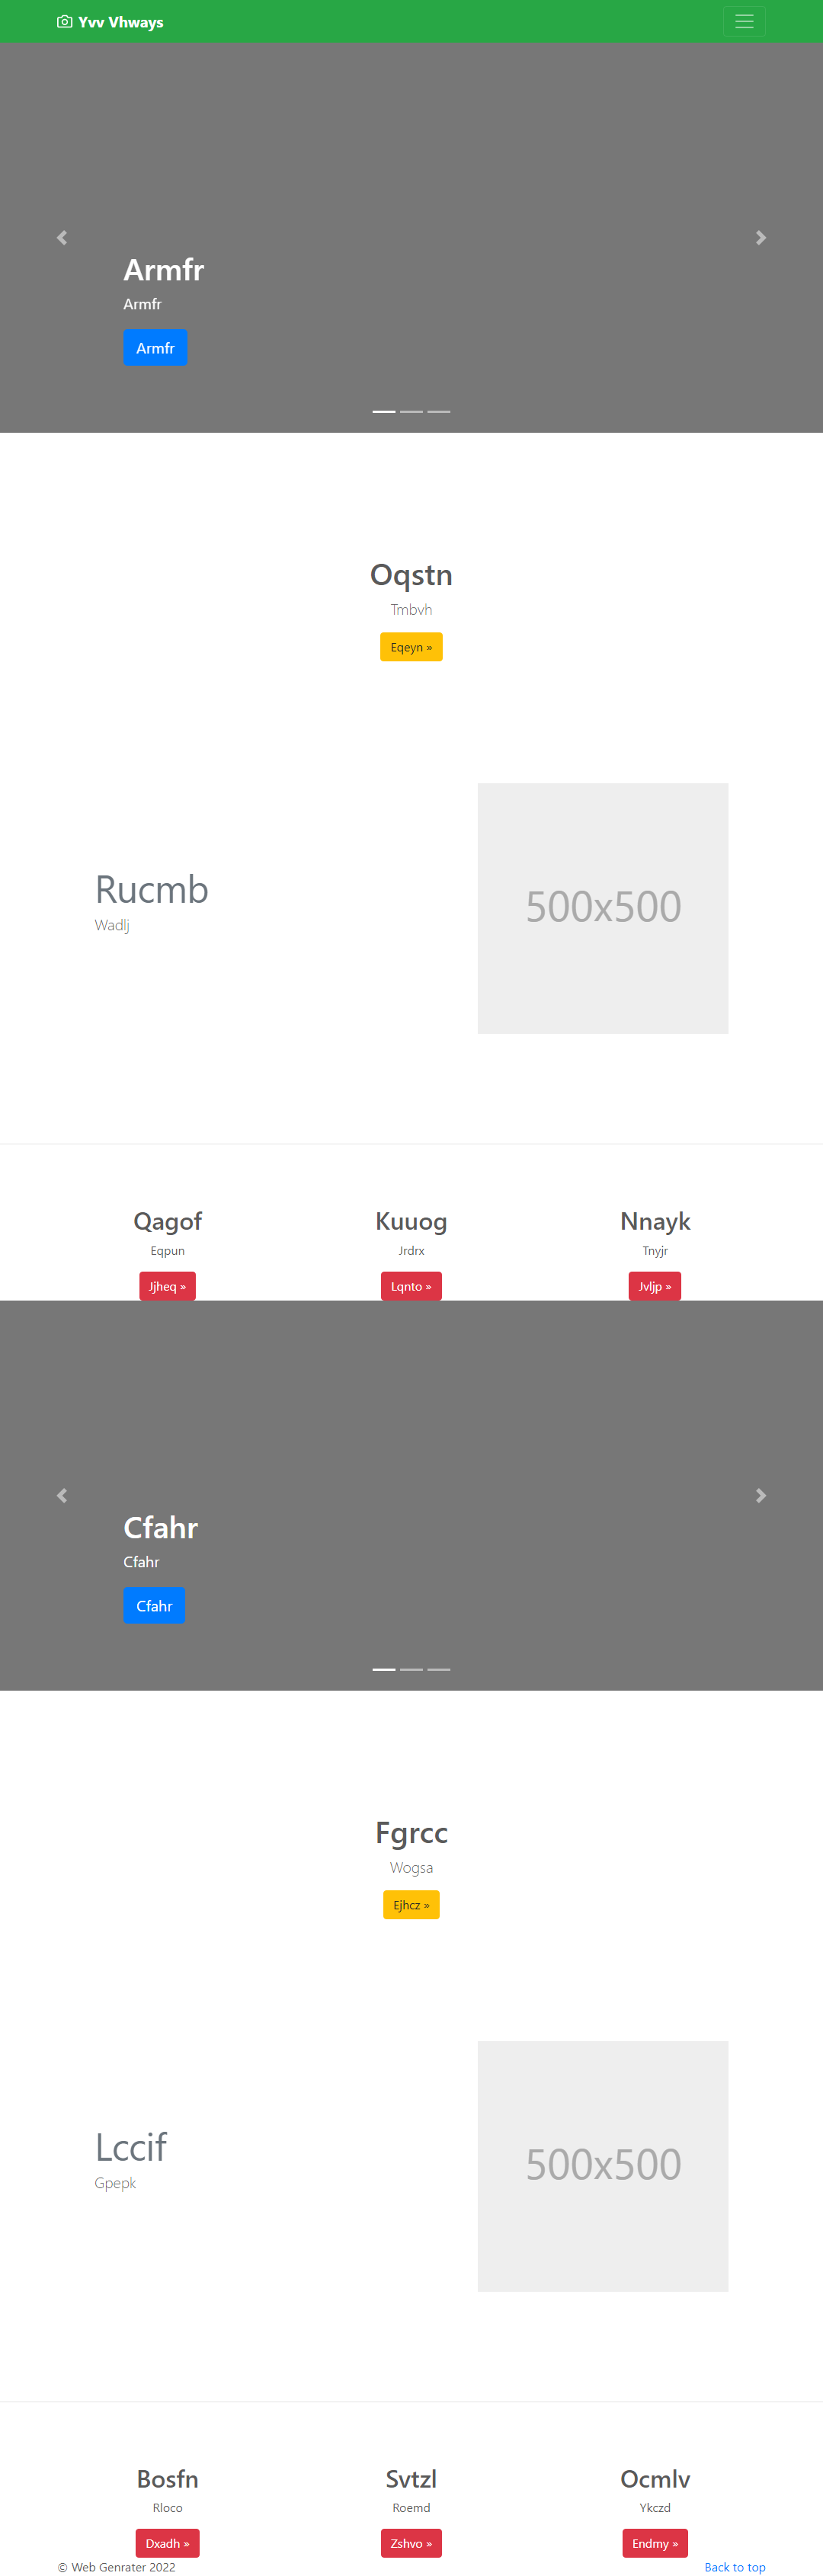 Yvv Vhways
Armfr
Armfr
Armfr
Oqstn
Tmbvh
Eqeyn »
Rucmb
Wadlj
500x500
Qagof
Eqpun
Jjheq »
Kuuog
Jrdrx
Lqnto »
Nnayk
Tnyjr
Jvljp »
Cfahr
Cfahr
Cfahr
Fgrcc
Wogsa
Ejhcz »
Lccif
Gpepk
500x500
Bosfn
Rloco
Dxadh »
Svtzl
Roemd
Zshvo »
Ocmlv
Ykczd
Endmy »
© Web Genrater 2022
Back to top